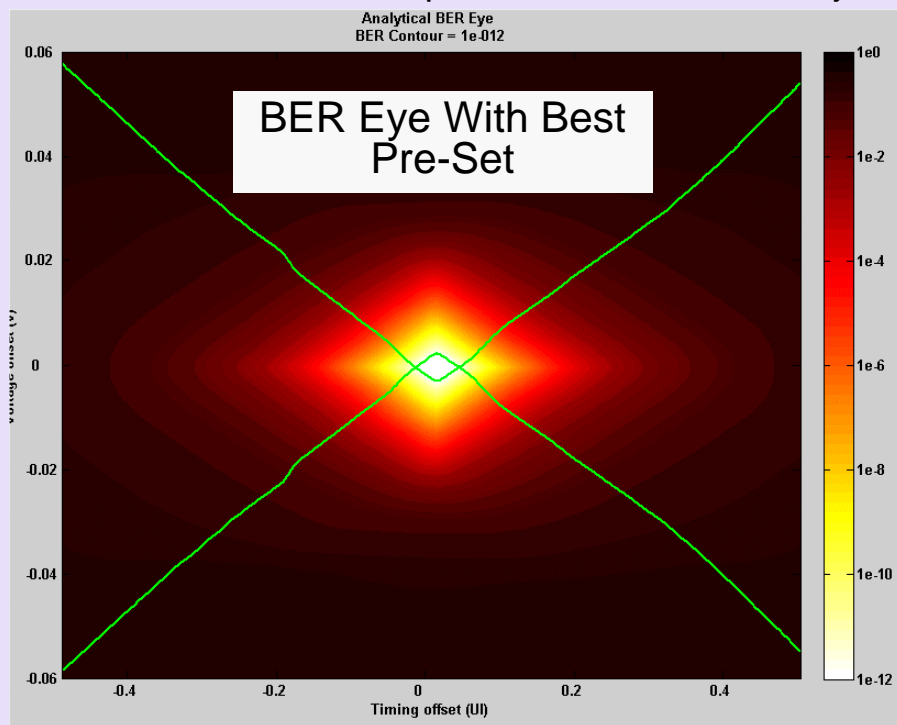 Analytical BER Eye
BER Contour = 1e-012
BER Eye With Best
Pre-Set
0.06
0.04
0.02
0
-0.02
-0.04
-0.06
-0.4
-0.2
0
0.2
0.4
Timing offset (UI)
1e0
1e-2
1e-4
1e-6
1e-8
1e-10
1e-12